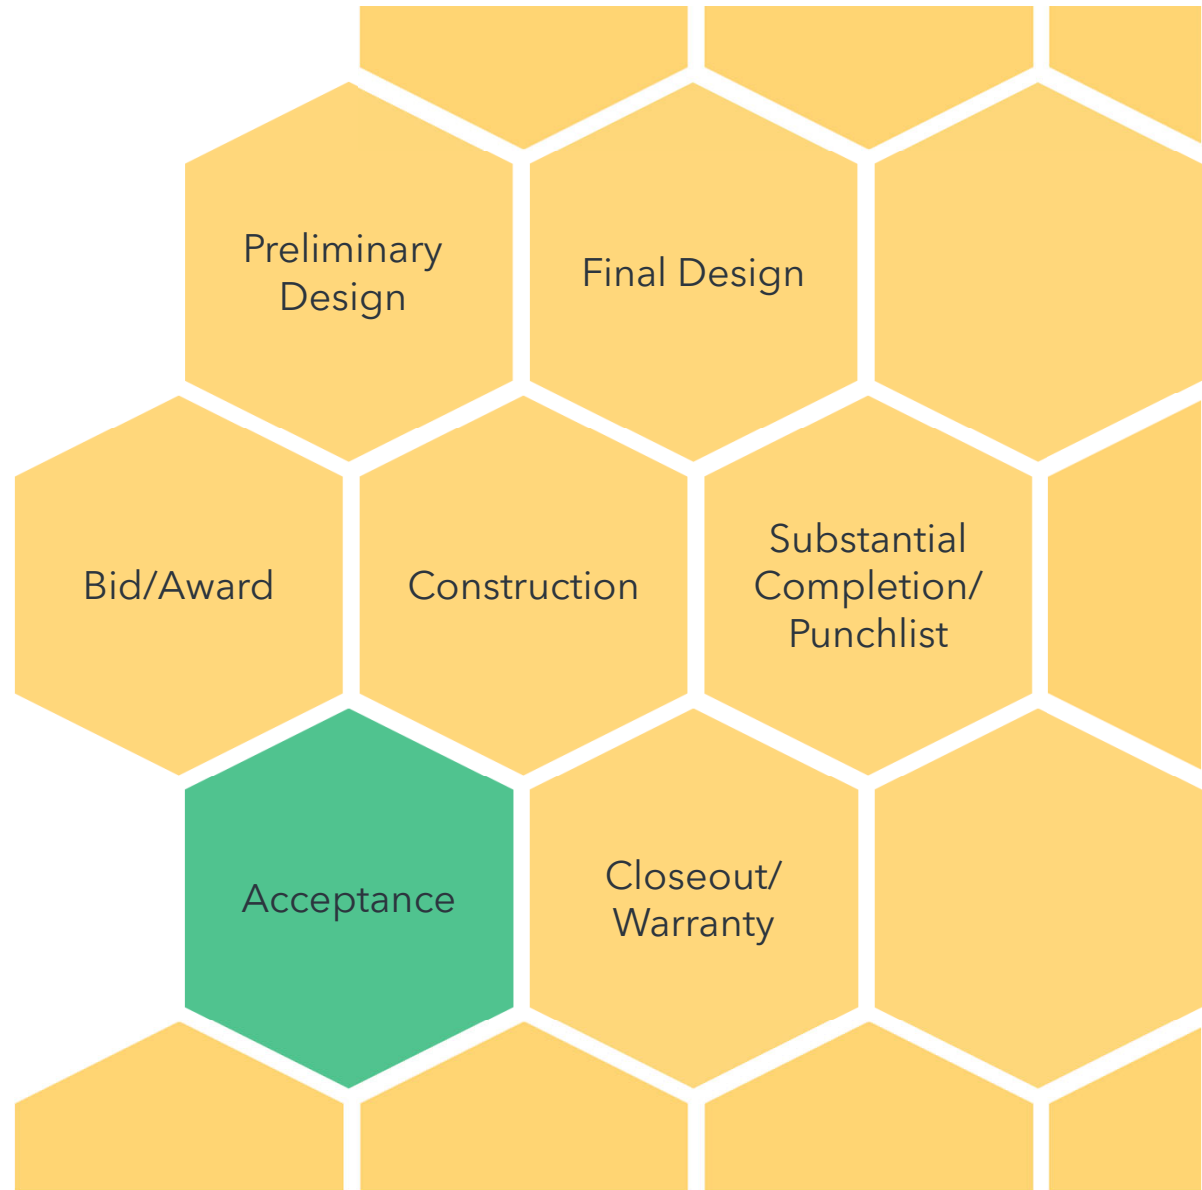 Preliminary
Design
Final Design
Bid/Award
Construction
Substantial
Completion/
Punchlist
Acceptance
Closeout/
Warranty